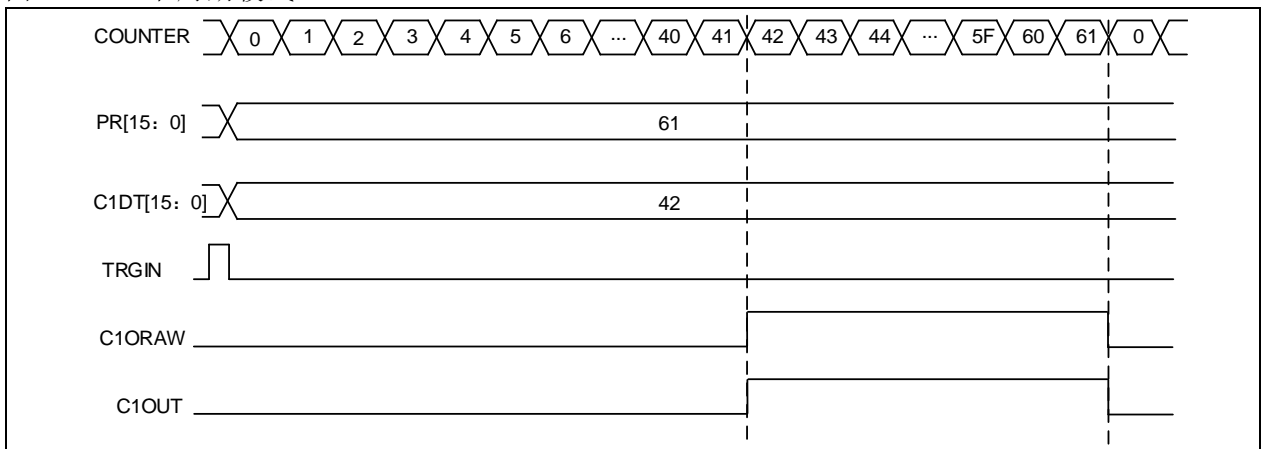 COUNTER 0 1 2 3 4 5 6 ... 40 41 42 43 44 ... 5F 60 61 0
PR[15：0] 61
C1DT[15：0] 42
TRGIN
C1ORAW
C1OUT